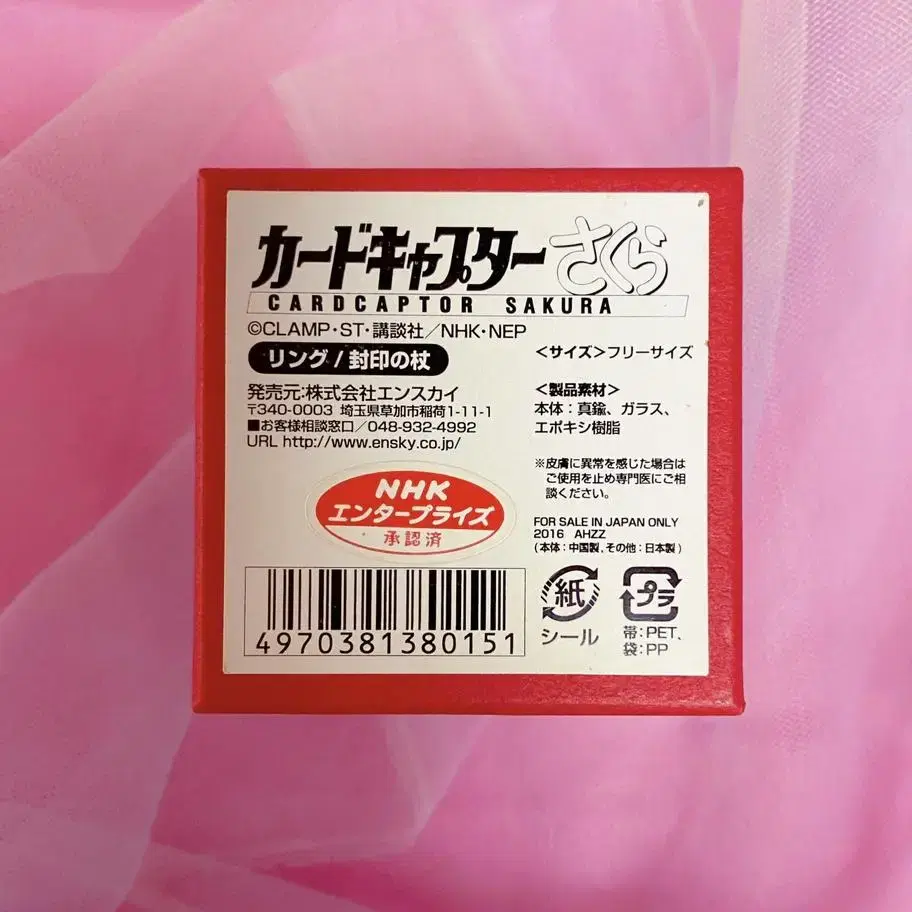 カードキャプターさくら
CARDCAPTOR SAKURA
©CLAMP・ST・講談社／NHK・NEP
リング / 封印の杖
発売元:株式会社エンスカイ
〒340-0003 埼玉県草加市稲荷1-11-1
■お客様相談窓口／048-932-4992
URL http://www.ensky.co.jp/
NHK
エンタープライズ
承認済
4970381380151
＜サイズ＞フリーサイズ
＜製品素材＞
本体：真鍮、ガラス、
エポキシ樹脂
※皮膚に異常を感じた場合は
ご使用を止め専門医にご相
談ください。
FOR SALE IN JAPAN ONLY
2016 AHZZ
(本体：中国製,その他：日本製)
紙
シール
プラ
帯：PET、
袋：PP